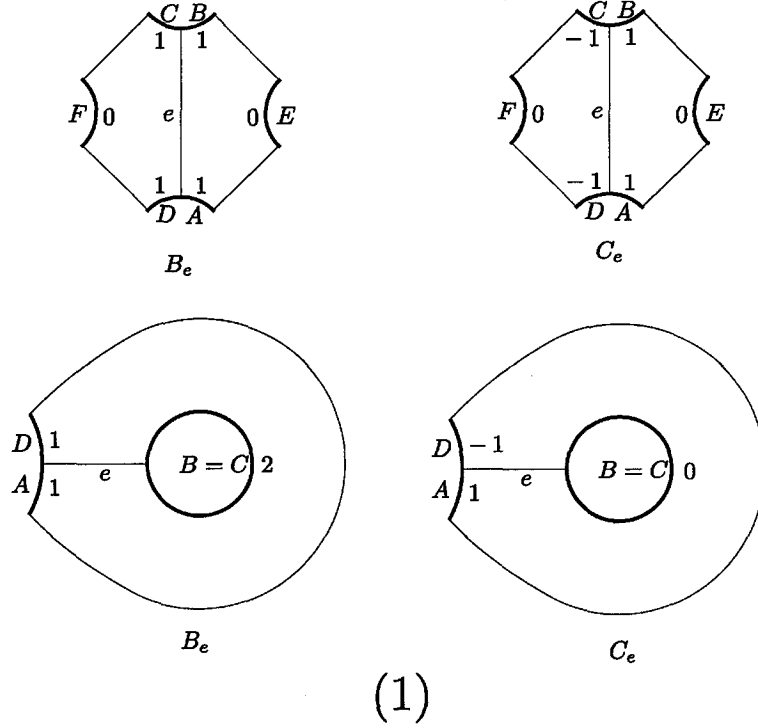 C B C B
1 1 -1 1
F 0 e 0 E F 0 e 0 E
1 1 -1 1
D A D A
B_e C_e
D 1 D -1
B = C 2 B = C 0
A 1 e A 1 e
B_e C_e
(1)